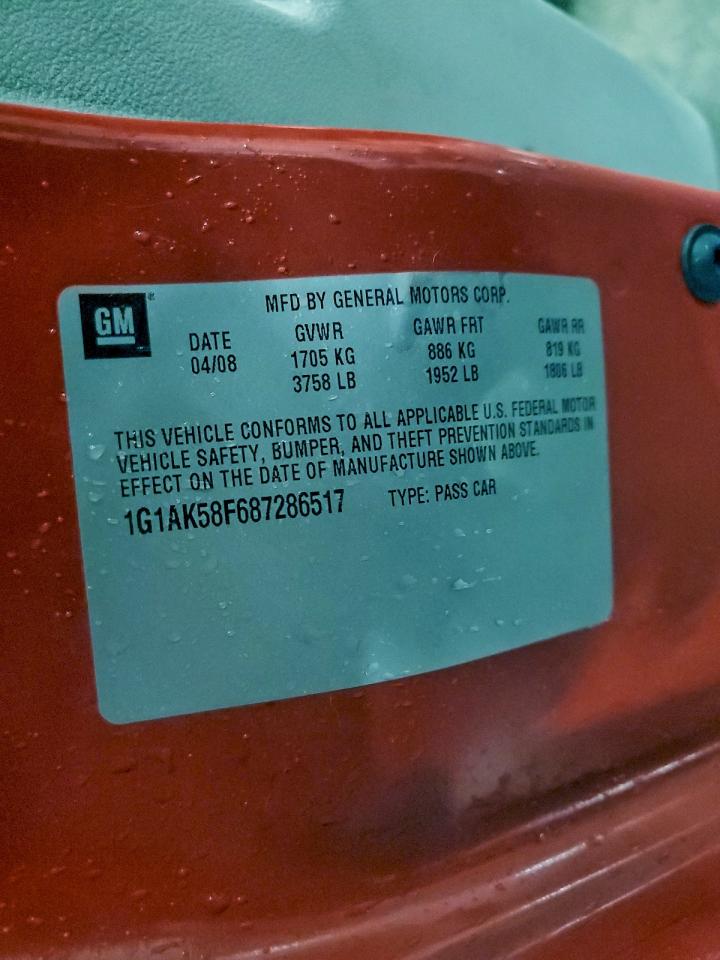 GM
MFD BY GENERAL MOTORS CORP.
DATE GVWR GAWR FRT GAWR RR
04/08 1705 KG 886 KG 819 KG
3758 LB 1952 LB 1806 LB
THIS VEHICLE CONFORMS TO ALL APPLICABLE U.S. FEDERAL MOTOR
VEHICLE SAFETY, BUMPER, AND THEFT PREVENTION STANDARDS IN
EFFECT ON THE DATE OF MANUFACTURE SHOWN ABOVE.
1G1AK58F687286517 TYPE: PASS CAR